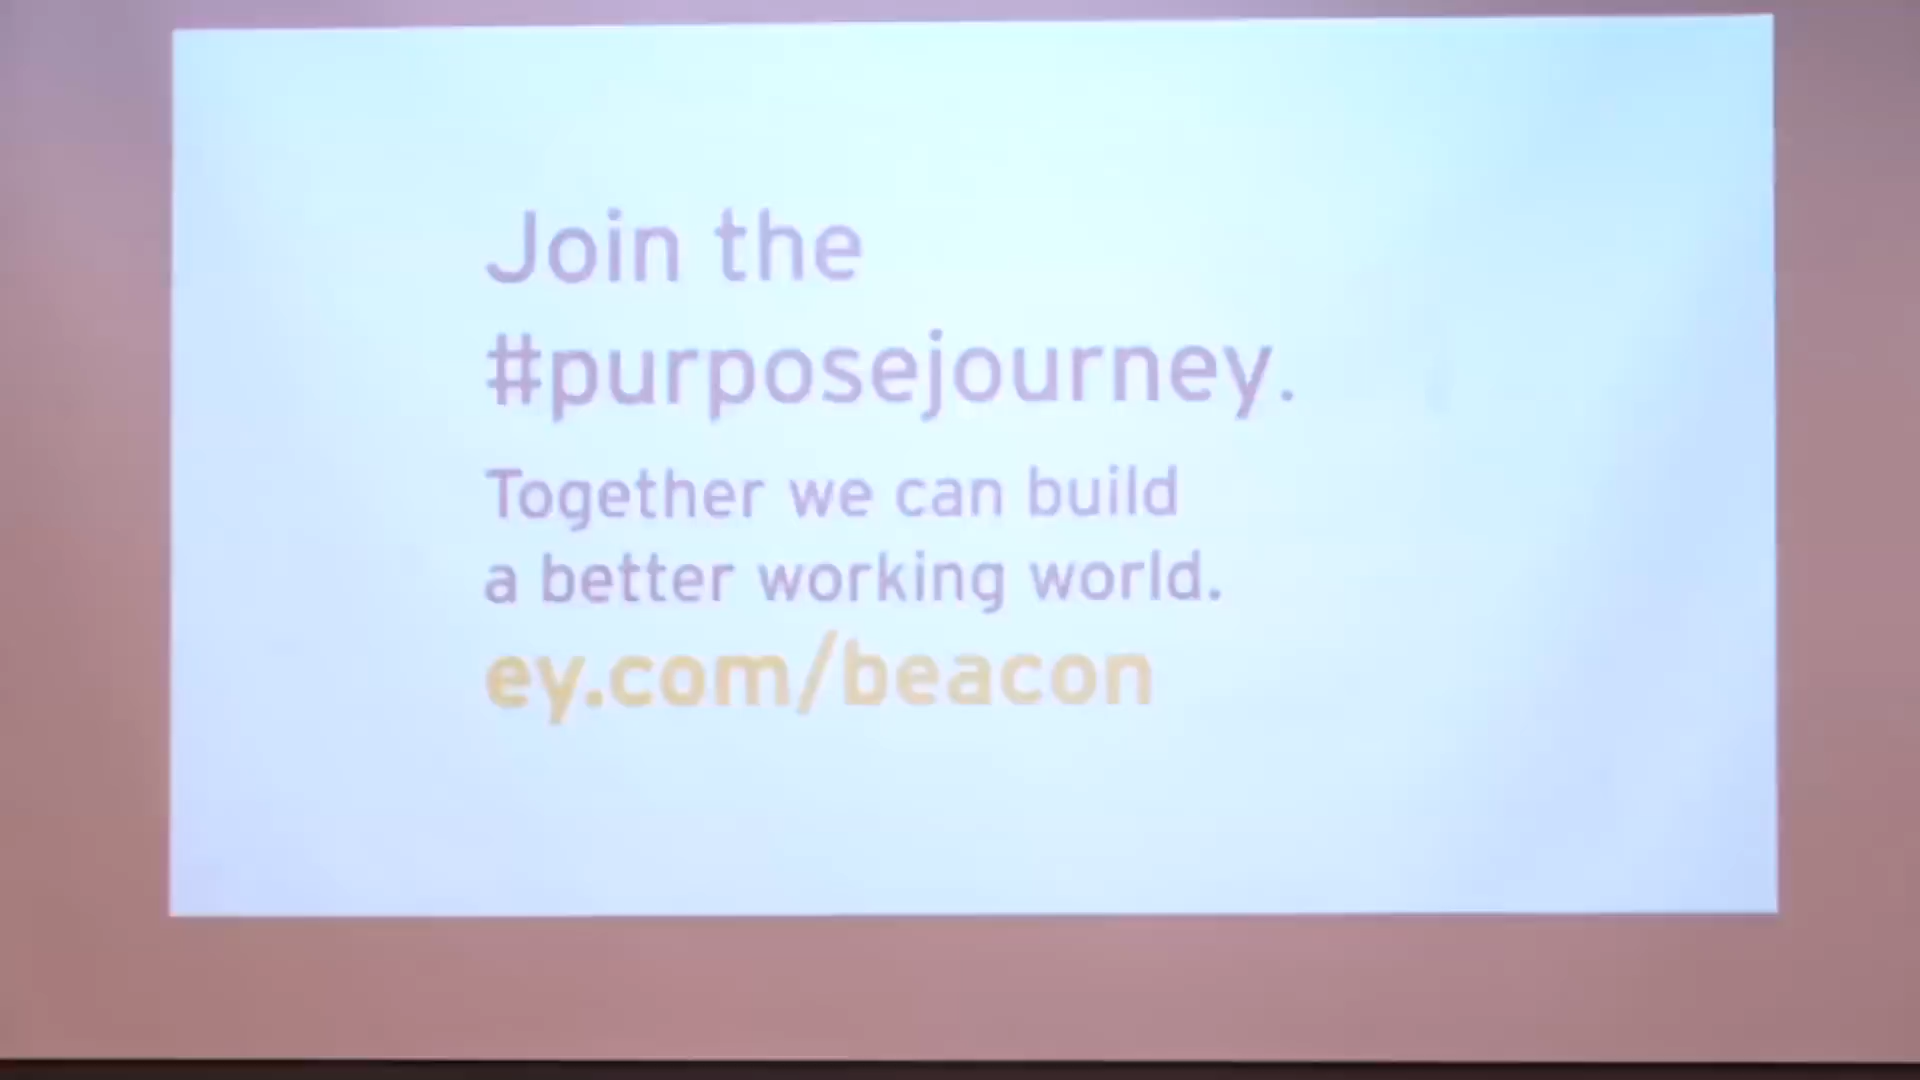 Join the
#purposejourney.
Together we can build
a better working world.
ey.com/beacon